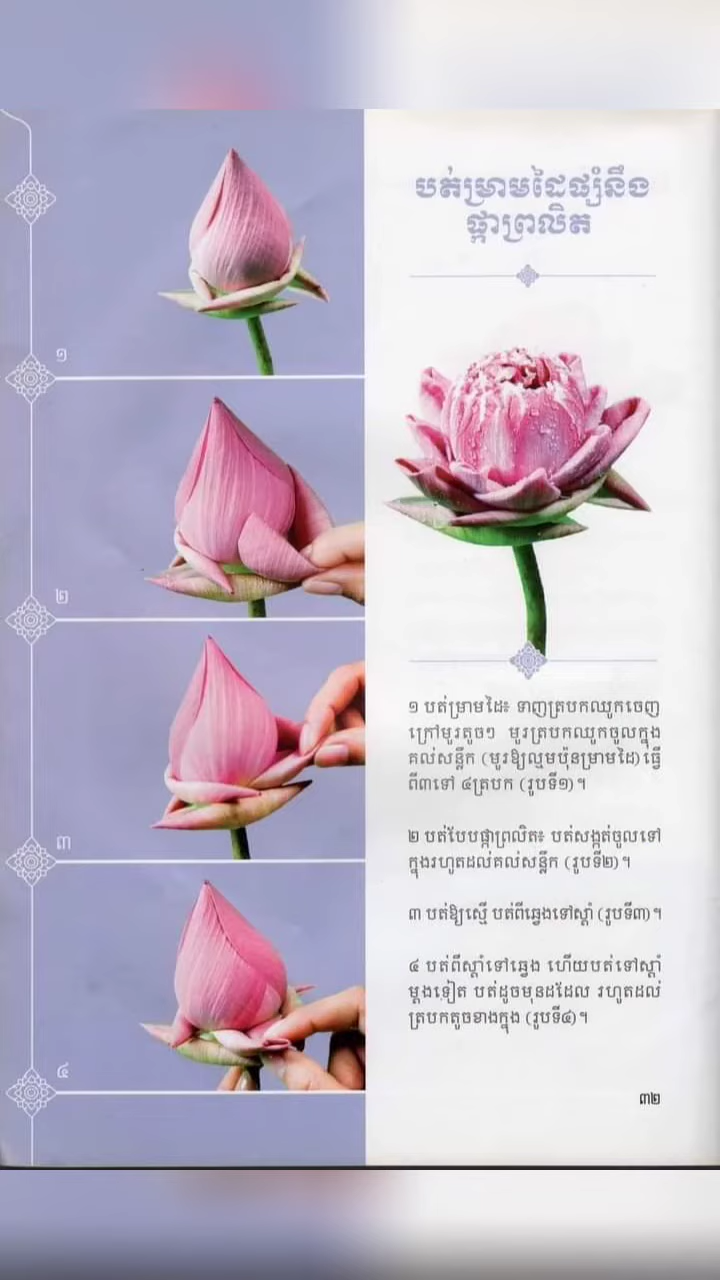 បត់ម្រាមដៃផ្សំនឹង
ផ្កាព្រលិត
១
២
៣
៤
១ បត់ម្រាមដៃ៖ ទាញត្របកឈូកចេញ
ក្រៅមូរតូចៗ មូរត្របកឈូកចូលក្នុង
គល់សន្លឹក (មូរឱ្យល្មមប៉ុនម្រាមដៃ) ធ្វើ
ពី៣ទៅ ៤ត្របក (រូបទី១)។
២ បត់បែបផ្កាព្រលិត៖ បត់សង្កត់ចូលទៅ
ក្នុងរហូតដល់គល់សន្លឹក (រូបទី២)។
៣ បត់ឱ្យស្មើ បត់ពីឆ្វេងទៅស្ដាំ (រូបទី៣)។
៤ បត់ពីស្ដាំទៅឆ្វេង ហើយបត់ទៅស្ដាំ
ម្ដងទៀត បត់ដូចមុនដដែល រហូតដល់
ត្របកតូចខាងក្នុង (រូបទី៤)។
៣២